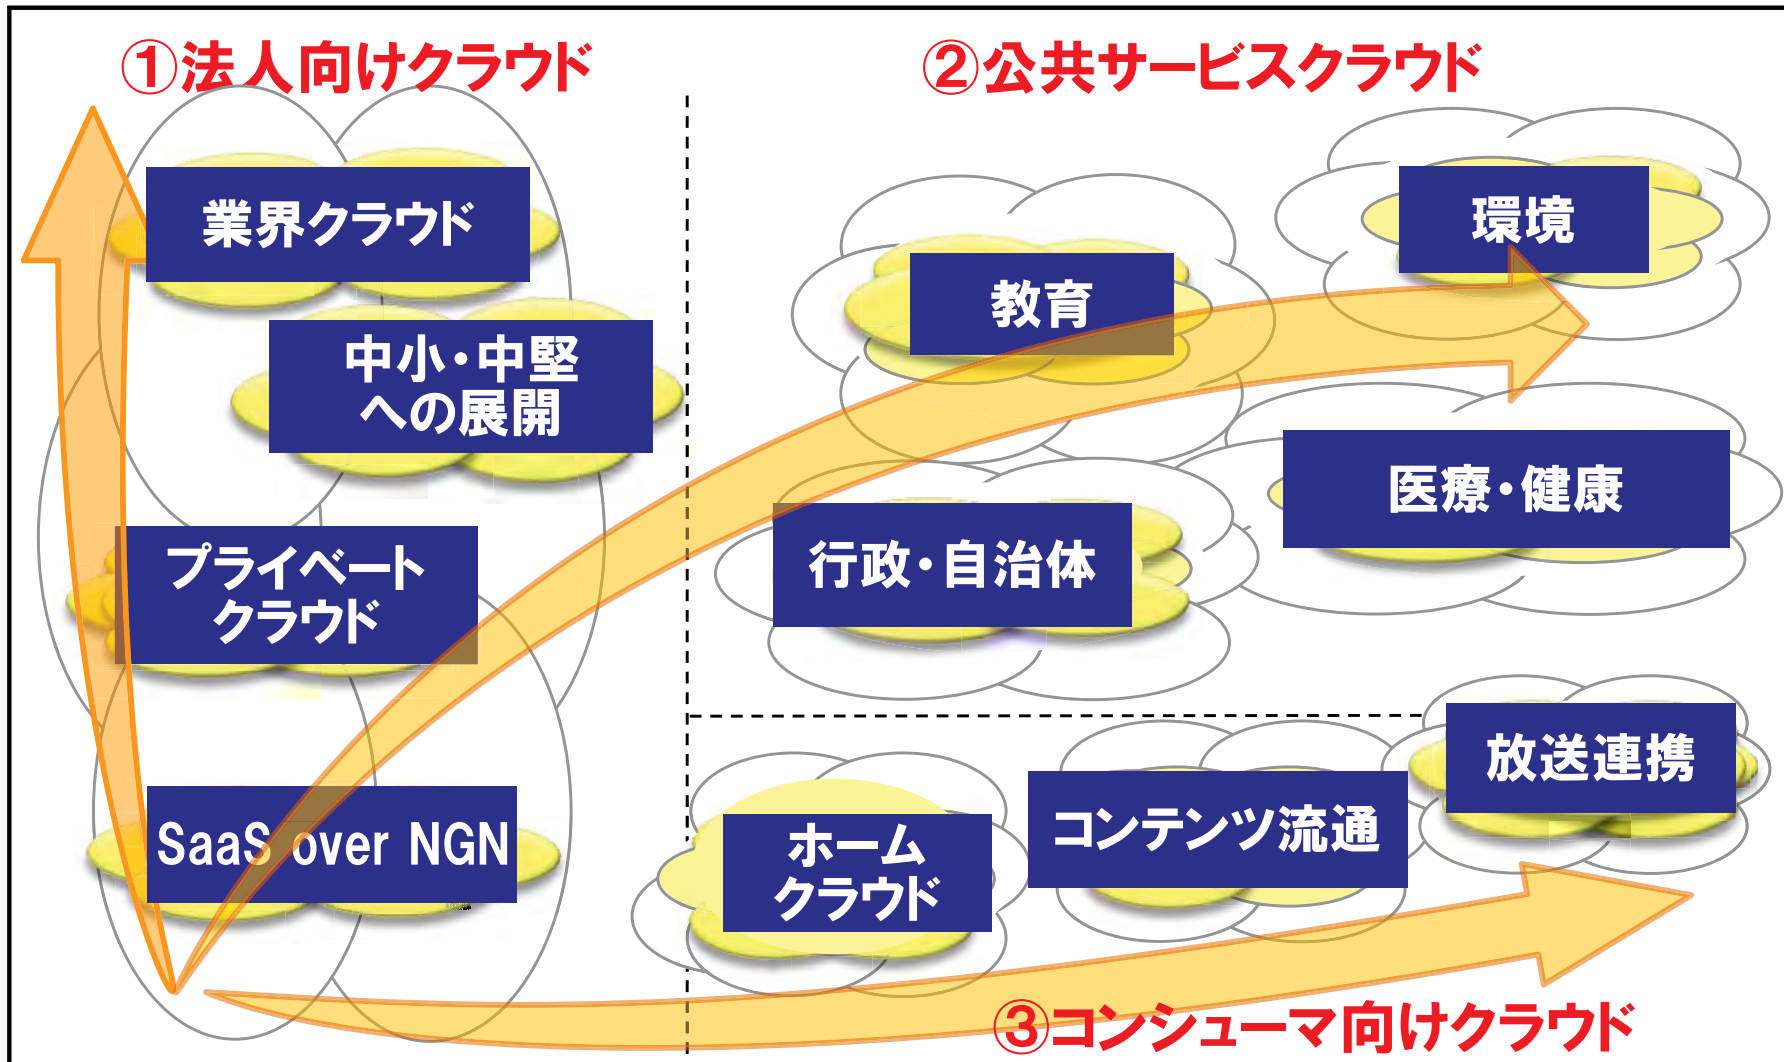 ①法人向けクラウド
業界クラウド
中小・中堅
への展開
プライベート
クラウド
SaaS over NGN
②公共サービスクラウド
環境
教育
医療・健康
行政・自治体
放送連携
コンテンツ流通
ホーム
クラウド
③コンシューマ向けクラウド